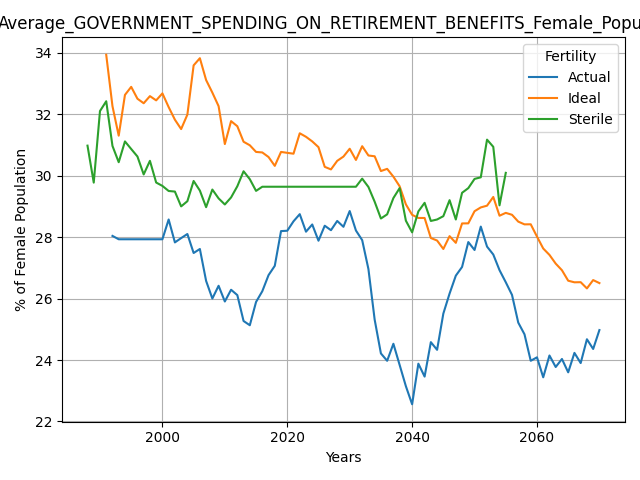 Average_GOVERNMENT_SPENDING_ON_RETIREMENT_BENEFITS_Female_Popu
34
32
30
28
26
24
22
% of Female Population
Fertility
Actual
Ideal
Sterile
2000
2020
2040
2060
Years